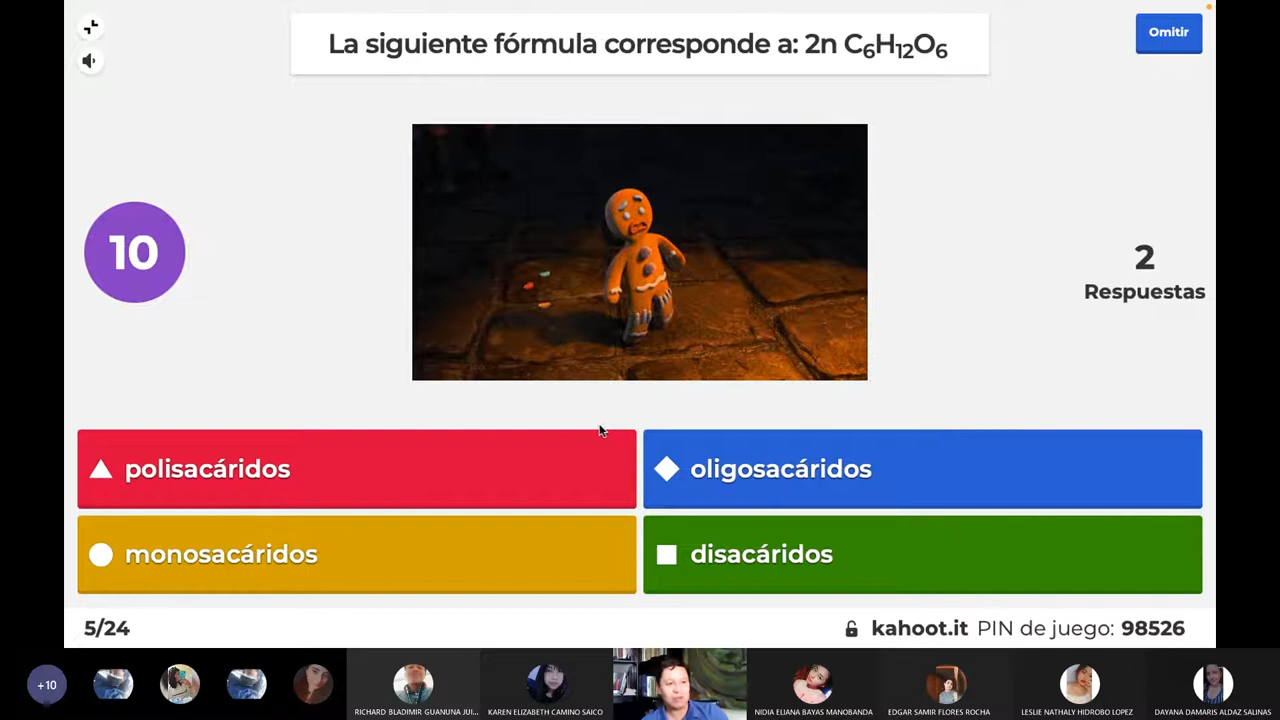 La siguiente fórmula corresponde a: 2n C₆H₁₂O₆
Omitir
10
2
Respuestas
polisacáridos
oligosacáridos
monosacáridos
disacáridos
5/24
kahoot.it PIN de juego: 98526
+10
RICHARD BLADIMIR GUANUNA JUI...
KAREN ELIZABETH CAMINO SAICO
NIDIA ELIANA BAYAS MANOBANDA
EDGAR SAMIR FLORES ROCHA
LESLIE NATHALY HIDROBO LOPEZ
DAYANA DAMARIS ALDAZ SALINAS